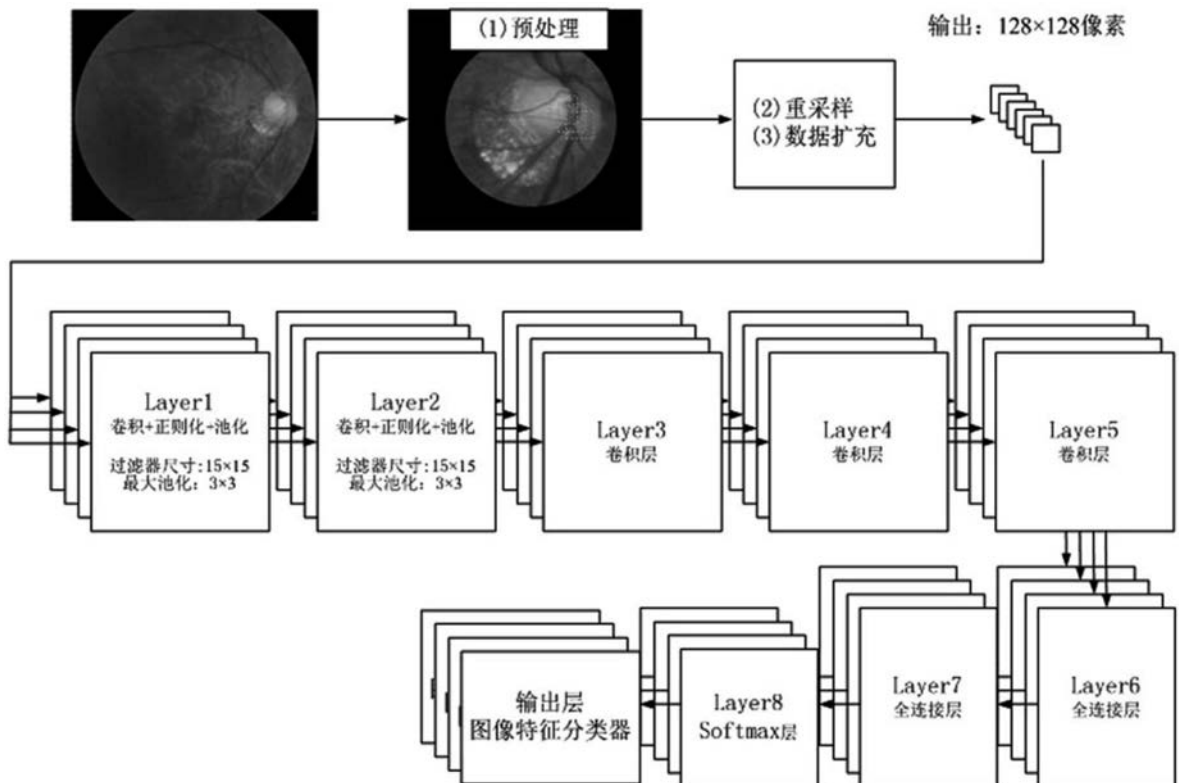 (1)预处理
输出: 128×128像素
(2)重采样
(3)数据扩充
Layer1
卷积+正则化+池化
过滤器尺寸:15×15
最大池化: 3×3
Layer2
卷积+正则化+池化
过滤器尺寸:15×15
最大池化: 3×3
Layer3
卷积层
Layer4
卷积层
Layer5
卷积层
输出层
图像特征分类器
Layer8
Softmax层
Layer7
全连接层
Layer6
全连接层